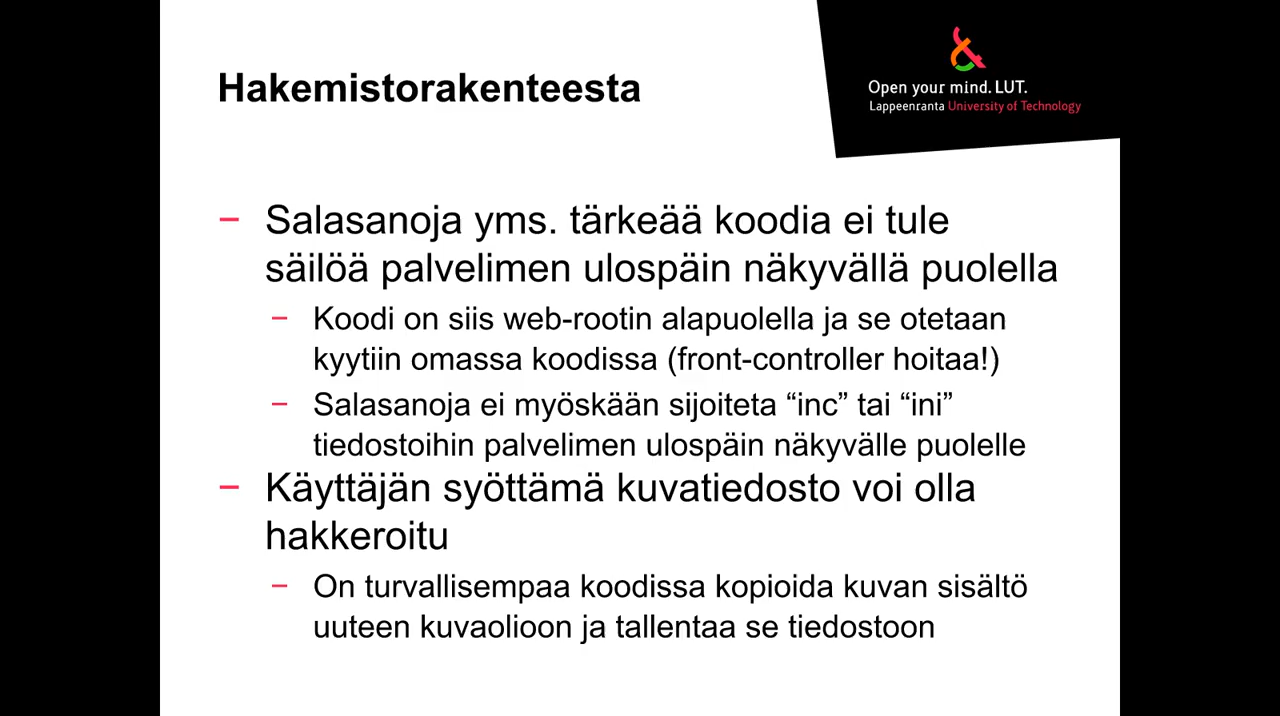 Hakemistorakenteesta
Open your mind. LUT.
Lappeenranta University of Technology
– Salasanoja yms. tärkeää koodia ei tule
säilöä palvelimen ulospäin näkyvällä puolella
– Koodi on siis web-rootin alapuolella ja se otetaan
kyytiin omassa koodissa (front-controller hoitaa!)
– Salasanoja ei myöskään sijoiteta “inc” tai “ini”
tiedostoihin palvelimen ulospäin näkyvälle puolelle
– Käyttäjän syöttämä kuvatiedosto voi olla
hakkeroitu
– On turvallisempaa koodissa kopioida kuvan sisältö
uuteen kuvaolioon ja tallentaa se tiedostoon